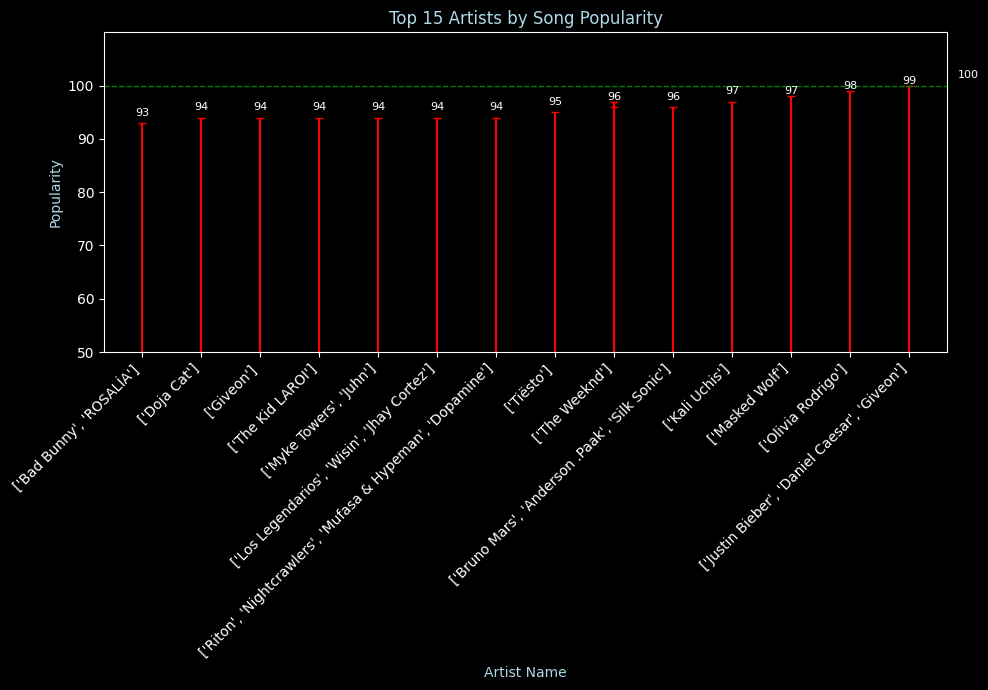 Top 15 Artists by Song Popularity
100
99
98
97
97
96
96
95
94
94
94
94
94
94
93
Popularity
100
90
80
70
60
50
['Bad Bunny', 'ROSALÍA']
['Doja Cat']
['Giveon']
['The Kid LAROI']
['Myke Towers', 'Juhn']
['Los Legendarios', 'Wisin', 'Jhay Cortez']
['Riton', 'Nightcrawlers', 'Mufasa & Hypeman', 'Dopamine']
['Tiësto']
['The Weeknd']
['Bruno Mars', 'Anderson .Paak', 'Silk Sonic']
['Kali Uchis']
['Masked Wolf']
['Olivia Rodrigo']
['Justin Bieber', 'Daniel Caesar', 'Giveon']
Artist Name